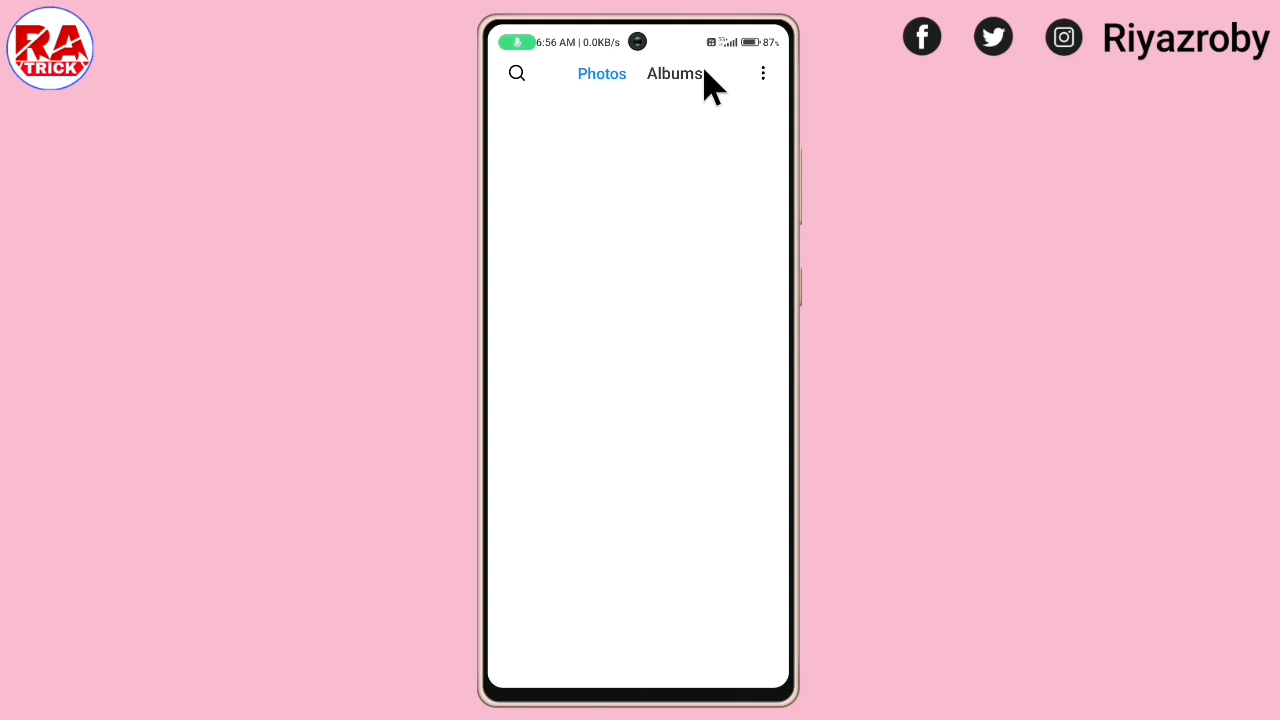 RA
TRICK
Riyazroby
6:56 AM | 0.0KB/s
87%
Photos
Albums